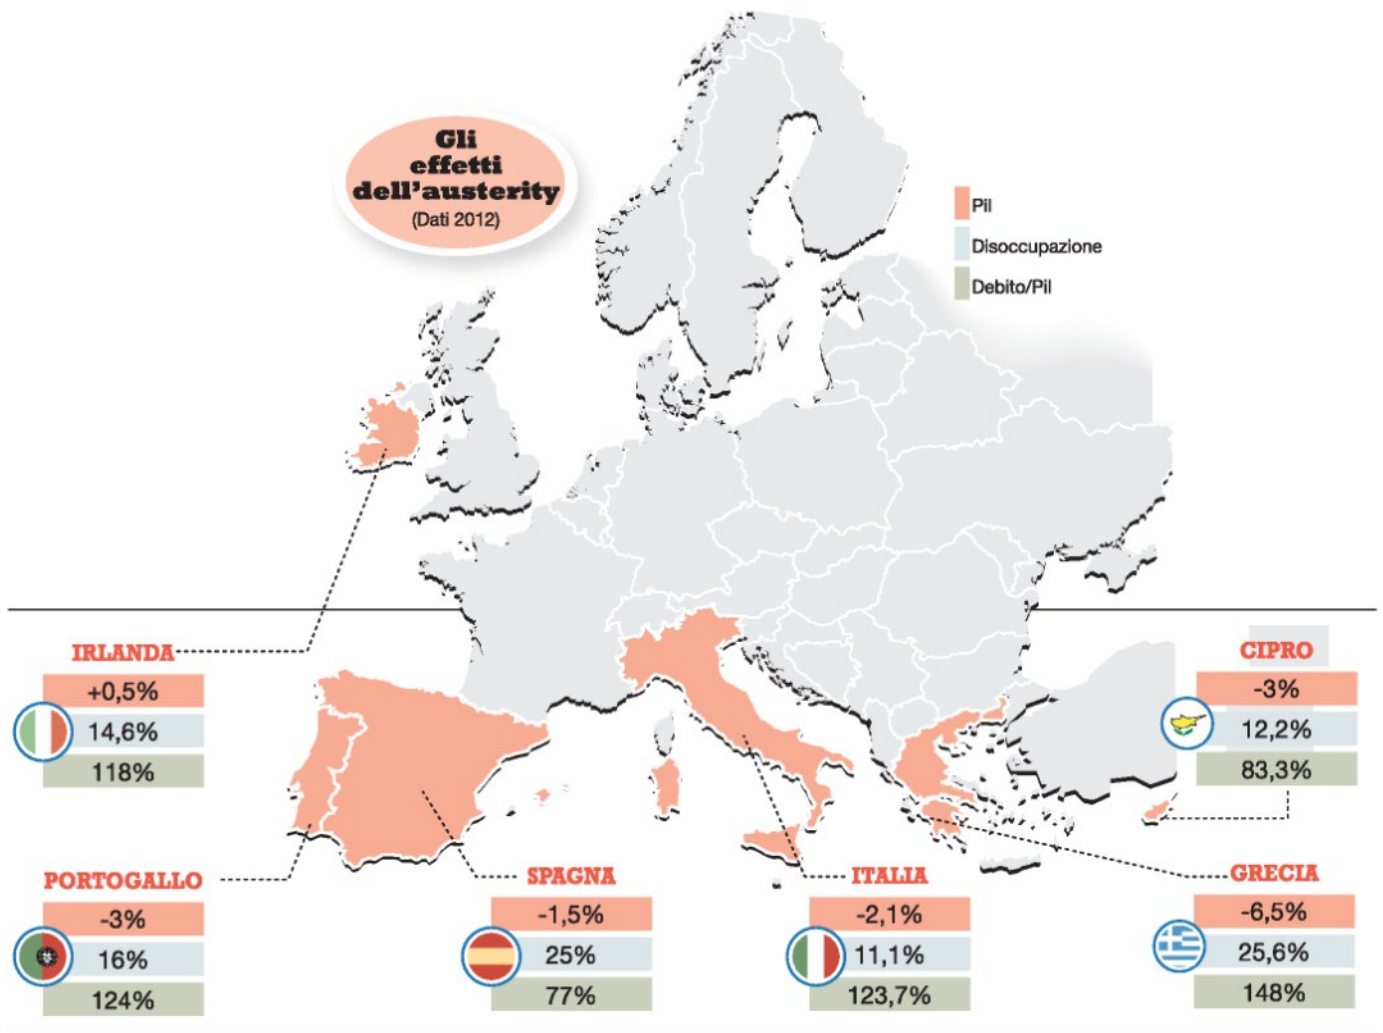 Gli
effetti
dell'austerity
(Dati 2012)
Pil
Disoccupazione
Debito/Pil
IRLANDA
+0,5%
14,6%
118%
CIPRO
-3%
12,2%
83,3%
PORTOGALLO
-3%
16%
124%
SPAGNA
-1,5%
25%
77%
ITALIA
-2,1%
11,1%
123,7%
GRECIA
-6,5%
25,6%
148%